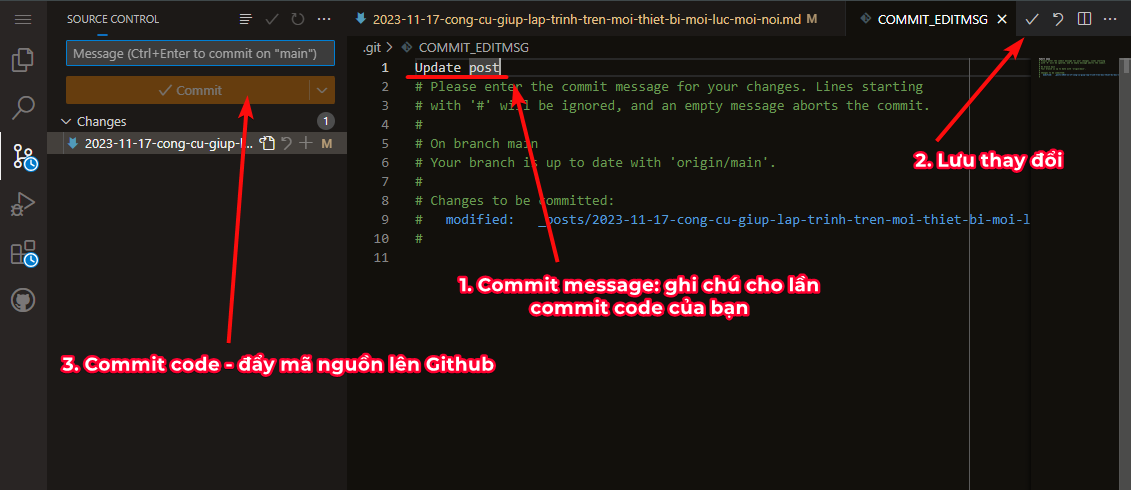 SOURCE CONTROL
2023-11-17-cong-cu-giup-lap-trinh-tren-moi-thiet-bi-moi-luc-moi-noi.md M
COMMIT_EDITMSG
Message (Ctrl+Enter to commit on "main")
Commit
Changes
1
2023-11-17-cong-cu-giup-l... M
.git > COMMIT_EDITMSG
1 Update post
2 # Please enter the commit message for your changes. Lines starting
3 # with '#' will be ignored, and an empty message aborts the commit.
4 #
5 # On branch main
6 # Your branch is up to date with 'origin/main'.
7 #
8 # Changes to be committed:
9 # modified: _posts/2023-11-17-cong-cu-giup-lap-trinh-tren-moi-thiet-bi-moi-l
10 #
11
2. Lưu thay đổi
1. Commit message: ghi chú cho lần
commit code của bạn
3. Commit code - đẩy mã nguồn lên Github